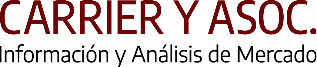 CARRIER Y ASOC.
Información y Análisis de Mercado